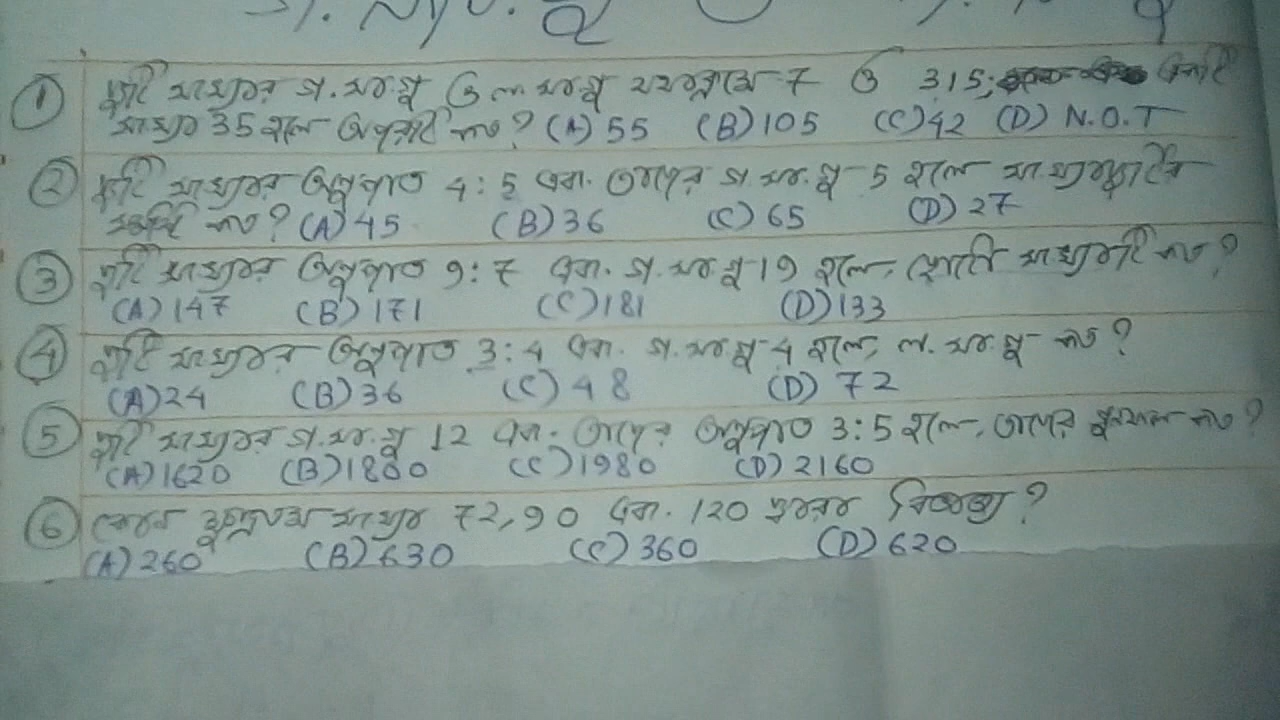 ① দুটি সংখ্যার গ.সা.গু ও ল.সা.গু যথাক্রমে 7 ও 315; একটি
সংখ্যা 35 হলে অপরটি কত? (A) 55 (B) 105 (C) 42 (D) N.O.T
② দুটি সংখ্যার অনুপাত 4:5 এবং তাদের গ.সা.গু 5 হলে সংখ্যাদুটির
কত? (A) 45 (B) 36 (C) 65 (D) 27
③ দুটি সংখ্যার অনুপাত 9:7 এবং গ.সা.গু 19 হলে, ছোট সংখ্যাটি কত?
(A) 147 (B) 171 (C) 181 (D) 133
④ দুটি সংখ্যার অনুপাত 3:4 এবং গ.সা.গু 4 হলে, ল.সা.গু কত?
(A) 24 (B) 36 (C) 48 (D) 72
⑤ দুটি সংখ্যার গ.সা.গু 12 এবং তাদের অনুপাত 3:5 হলে, তাদের গুণফল কত?
(A) 1620 (B) 1800 (C) 1980 (D) 2160
⑥ কোন ক্ষুদ্রতম সংখ্যা 72, 90 এবং 120 দ্বারা বিভাজ্য?
(A) 260 (B) 630 (C) 360 (D) 620